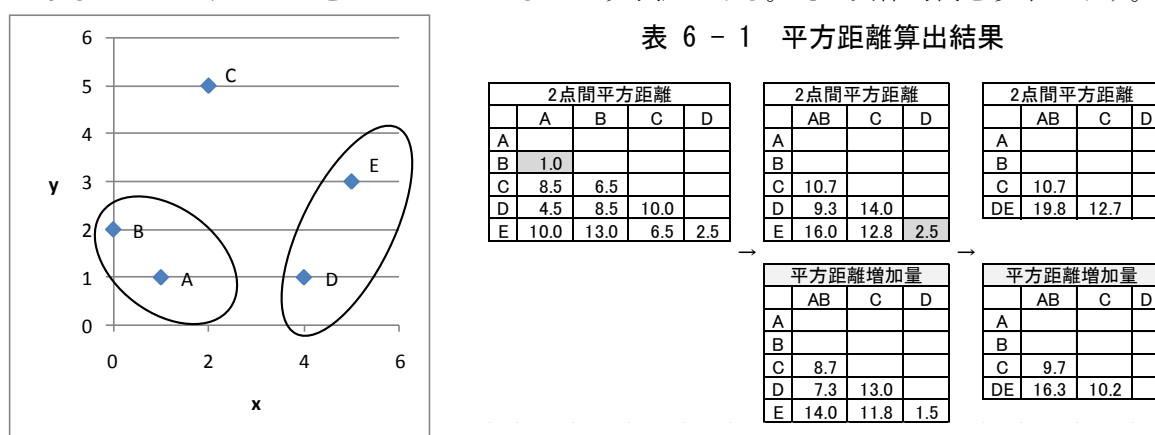 表 6 - 1 平方距離算出結果
6
5
4
3
2
1
0
y
C
E
B
A
D
0 2 4 6
x
2点間平方距離
A B C D
A
B 1.0
C 8.5 6.5
D 4.5 8.5 10.0
E 10.0 13.0 6.5 2.5
→
2点間平方距離
AB C D
A
B
C 10.7
D 9.3 14.0
E 16.0 12.8 2.5
平方距離増加量
AB C D
A
B
C 8.7
D 7.3 13.0
E 14.0 11.8 1.5
→
2点間平方距離
AB C D
A
B
C 10.7
DE 19.8 12.7
平方距離増加量
AB C D
A
B
C 9.7
DE 16.3 10.2